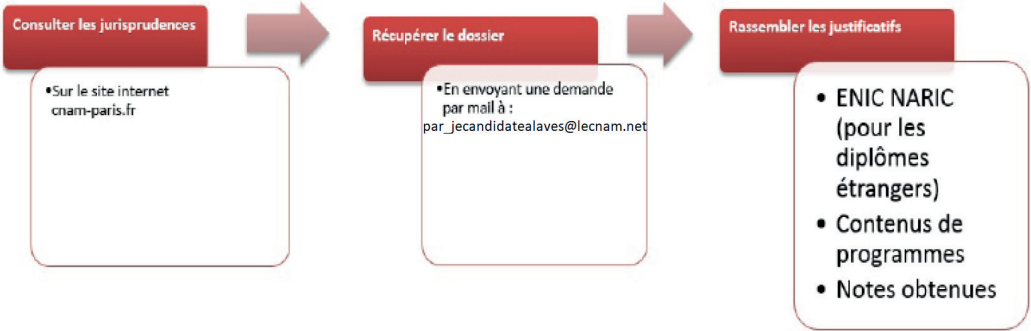 Consulter les jurisprudences
•Sur le site internet
cnam-paris.fr
Récupérer le dossier
•En envoyant une demande
par mail à :
par_jecandidatealaves@lecnam.net
Rassembler les justificatifs
• ENIC NARIC
(pour les
diplômes
étrangers)
• Contenus de
programmes
• Notes obtenues